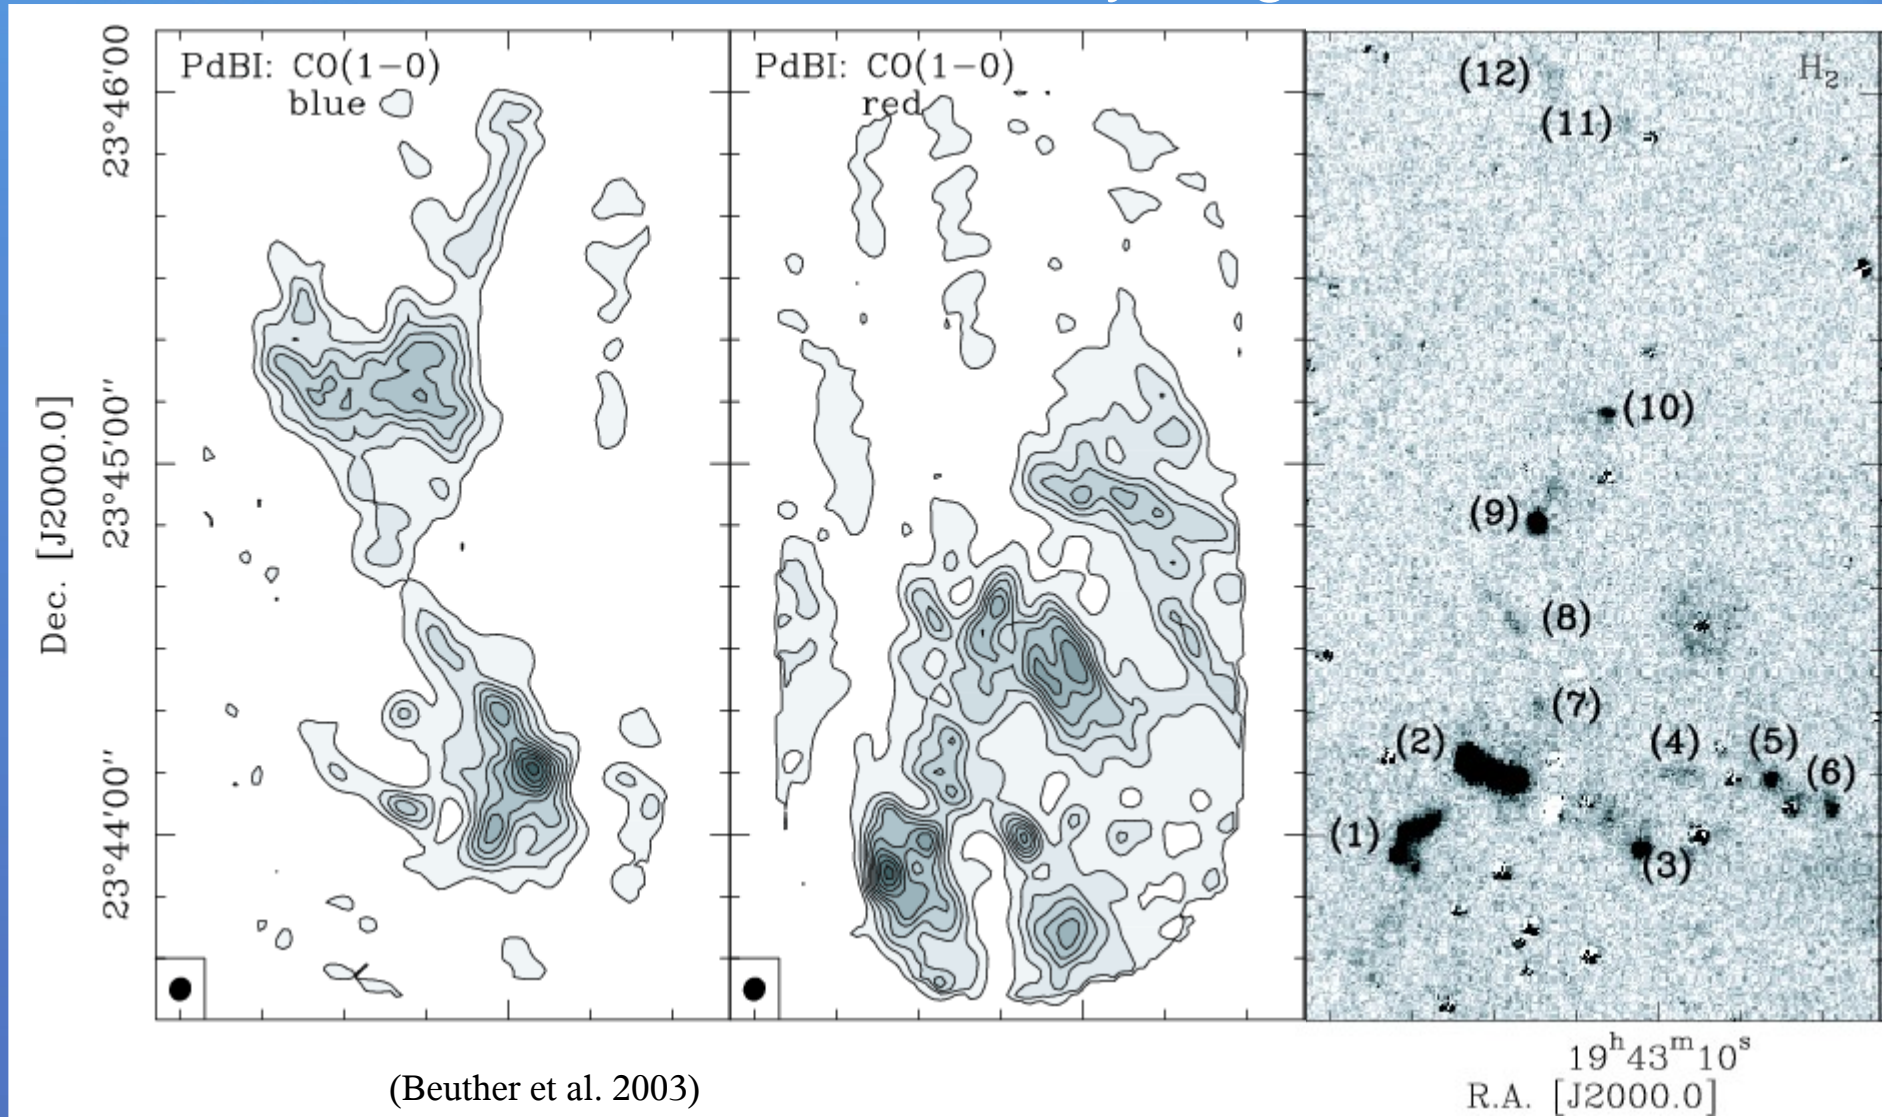 PdBI: CO(1-0)
blue
PdBI: CO(1-0)
red
H2
(12)
(11)
(10)
(9)
(8)
(7)
(2)
(4)
(5)
(6)
(1)
(3)
23°46'00
23°45'00"
23°44'00"
Dec. [J2000.0]
19h43m10s
R.A. [J2000.0]
(Beuther et al. 2003)